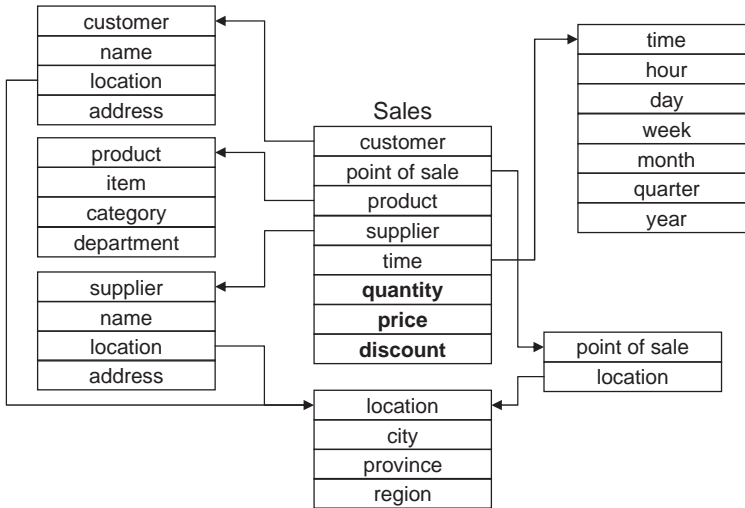 customer
name
location
address
product
item
category
department
supplier
name
location
address
Sales
customer
point of sale
product
supplier
time
quantity
price
discount
location
city
province
region
time
hour
day
week
month
quarter
year
point of sale
location